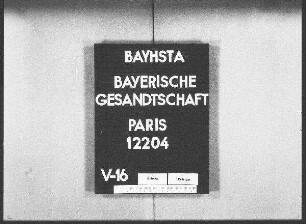 BAYHSTA
BAYERISCHE
GESANDTSCHAFT
PARIS
12204
V-16